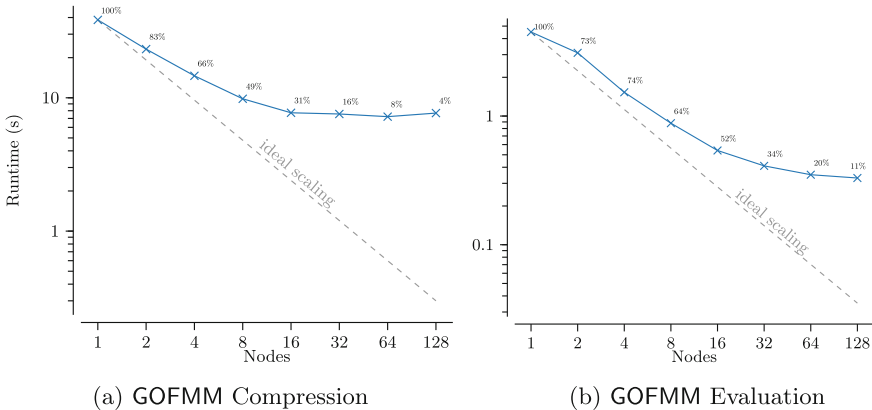 100%
83%
66%
49%
31%
16%
8%
4%
10
1
Runtime (s)
ideal scaling
1 2 4 8 16 32 64 128
Nodes
(a) GOFMM Compression
100%
73%
74%
64%
52%
34%
20%
11%
1
0.1
ideal scaling
1 2 4 8 16 32 64 128
Nodes
(b) GOFMM Evaluation